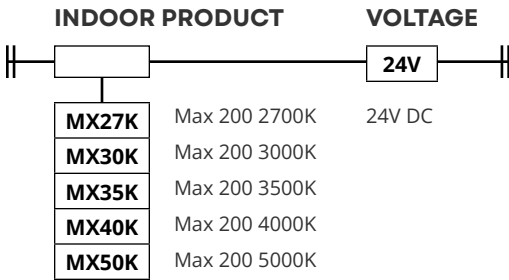 INDOOR PRODUCT VOLTAGE
24V
MX27K Max 200 2700K 24V DC
MX30K Max 200 3000K
MX35K Max 200 3500K
MX40K Max 200 4000K
MX50K Max 200 5000K